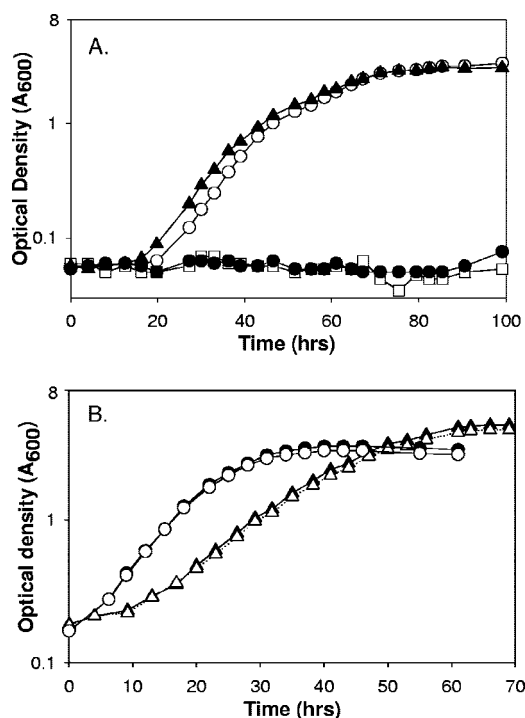 A.
8
1
0.1
Optical Density (A600)
0 20 40 60 80 100
Time (hrs)
B.
8
1
0.1
Optical density (A600)
0 10 20 30 40 50 60 70
Time (hrs)